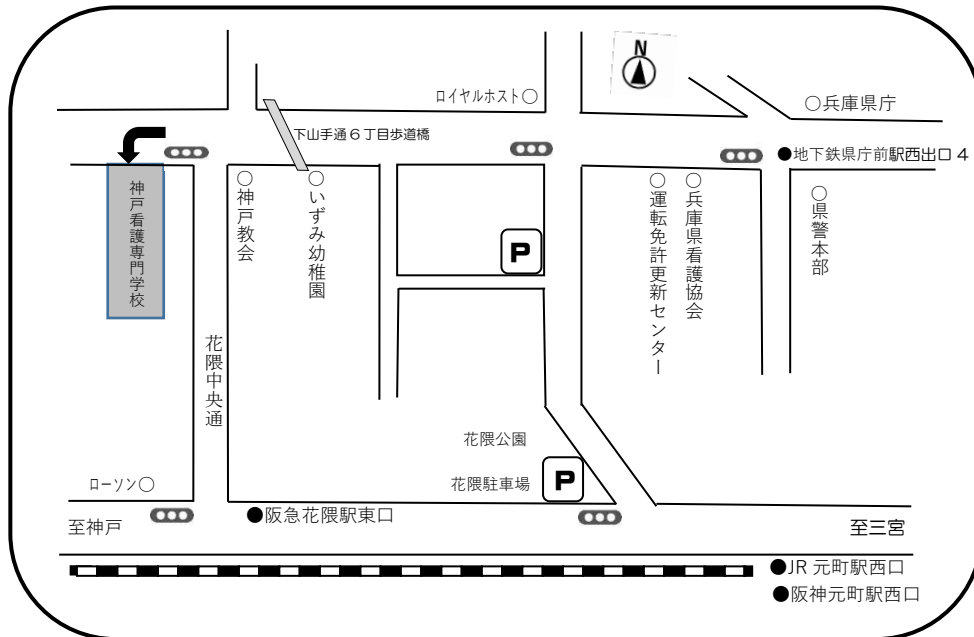 N
ロイヤルホスト○
○兵庫県庁
下山手通6丁目歩道橋
●地下鉄県庁前駅西出口4
神戸看護専門学校
○神戸教会
○いずみ幼稚園
P
○運転免許更新センター
○兵庫県看護協会
○県警本部
花隈中央通
花隈公園
ローソン○
花隈駐車場
P
至神戸
●阪急花隈駅東口
至三宮
●JR元町駅西口
●阪神元町駅西口